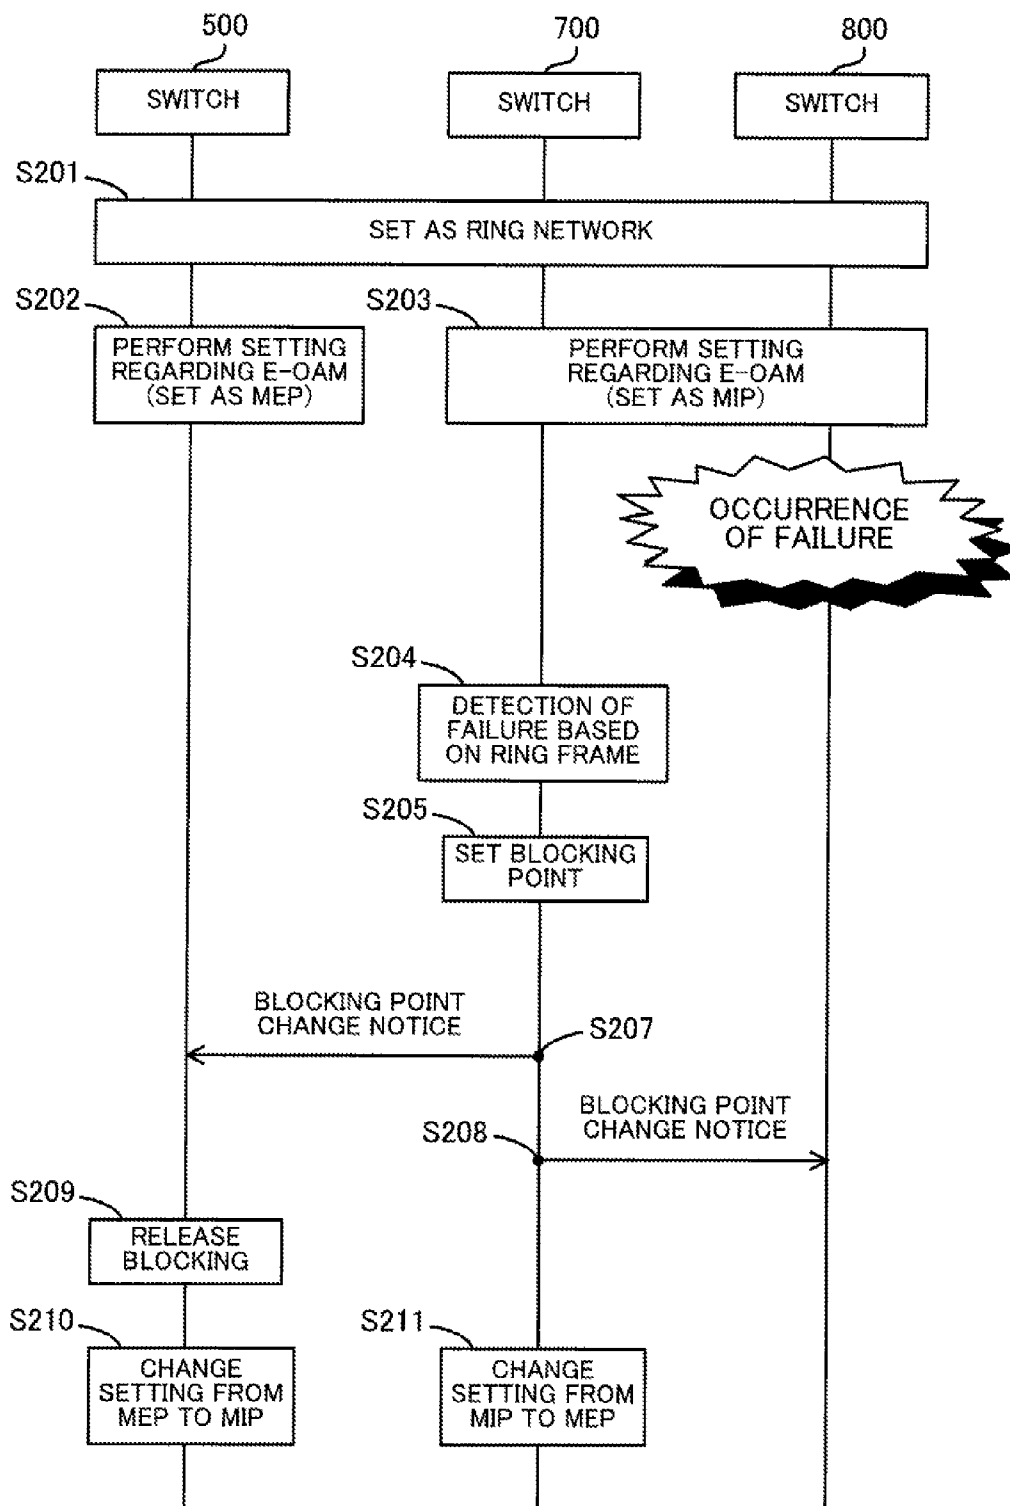 500
700
800
SWITCH
SWITCH
SWITCH
S201
SET AS RING NETWORK
S202
S203
PERFORM SETTING
REGARDING E-OAM
(SET AS MEP)
PERFORM SETTING
REGARDING E-OAM
(SET AS MIP)
OCCURRENCE
OF FAILURE
S204
DETECTION OF
FAILURE BASED
ON RING FRAME
S205
SET BLOCKING
POINT
BLOCKING POINT
CHANGE NOTICE
S207
BLOCKING POINT
CHANGE NOTICE
S208
S209
RELEASE
BLOCKING
S210
S211
CHANGE
SETTING FROM
MEP TO MIP
CHANGE
SETTING FROM
MIP TO MEP